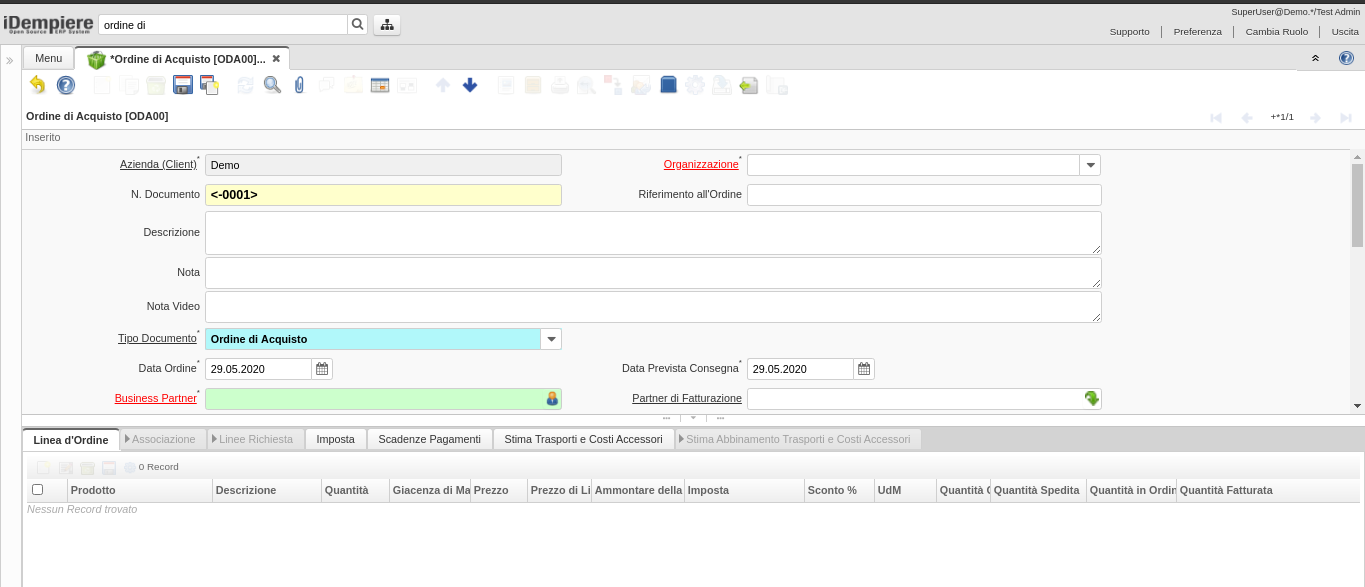 SuperUser@Demo.*/Test Admin
iDempiere
Open Source ERP System
ordine di
Supporto Preferenza Cambia Ruolo Uscita
» Menu *Ordine di Acquisto [ODA00]...
Ordine di Acquisto [ODA00] +*1/1
Inserito
Azienda (Client)* Demo Organizzazione*
N. Documento <-0001> Riferimento all'Ordine
Descrizione
Nota
Nota Video
Tipo Documento* Ordine di Acquisto
Data Ordine* 29.05.2020 Data Prevista Consegna* 29.05.2020
Business Partner* Partner di Fatturazione
Linea d'Ordine Associazione Linee Richiesta Imposta Scadenze Pagamenti Stima Trasporti e Costi Accessori Stima Abbinamento Trasporti e Costi Accessori
0 Record
Prodotto Descrizione Quantità Giacenza di Ma Prezzo Prezzo di Li Ammontare della Imposta Sconto % UdM Quantità Quantità Spedita Quantità in Ordin Quantità Fatturata
Nessun Record trovato